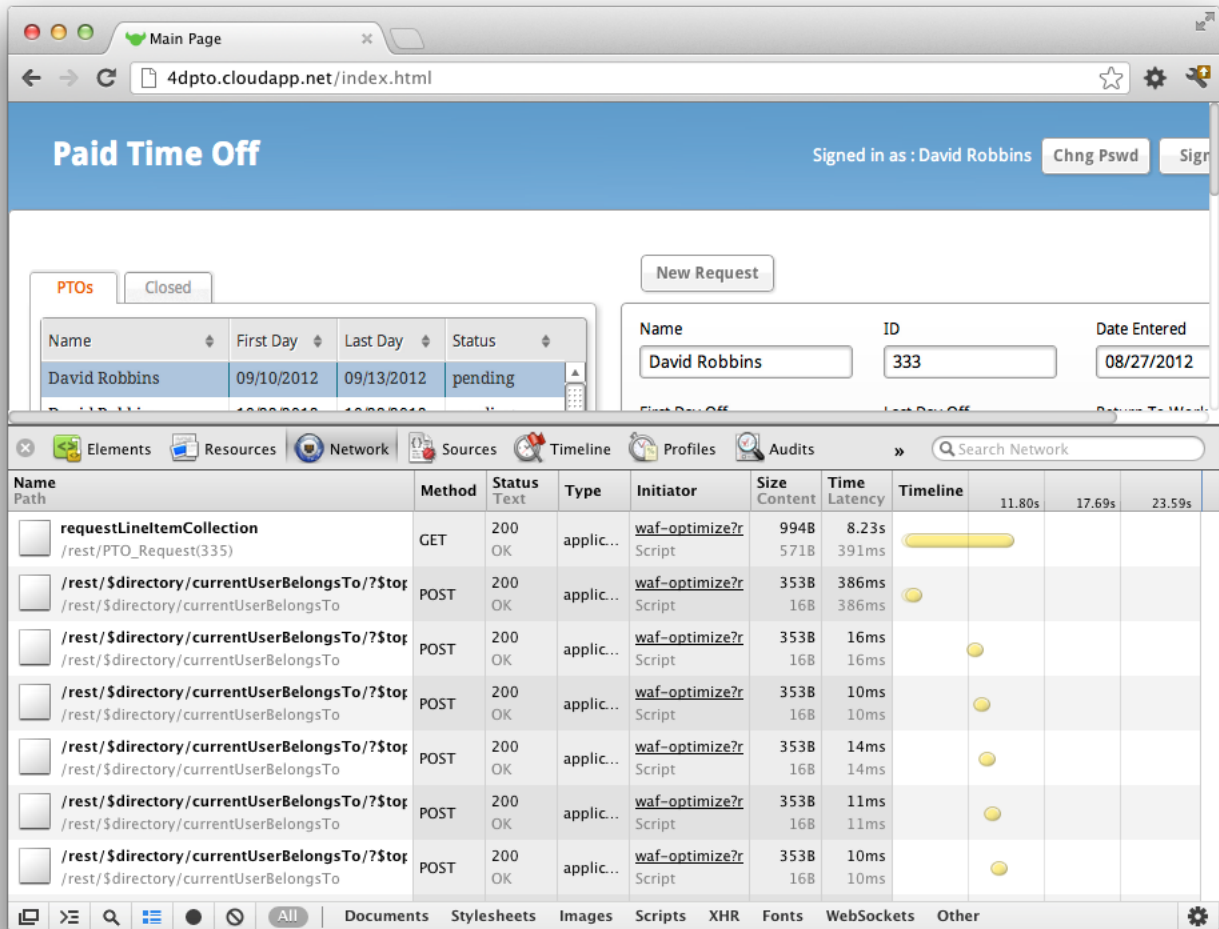 Main Page
4dpto.cloudapp.net/index.html
Paid Time Off
Signed in as : David Robbins Chng Pswd
PTOs Closed
New Request
Name First Day Last Day Status
David Robbins 09/10/2012 09/13/2012 pending
Name ID Date Entered
David Robbins 333 08/27/2012
Elements Resources Network Sources Timeline Profiles Audits » Search Network
Name Method Status Type Initiator Size Time Timeline
Path Text Content Latency 11.80s 17.69s 23.59s
requestLineItemCollection GET 200 applic... waf-optimize?r 994B 8.23s
/rest/PTO_Request(335) OK Script 571B 391ms
/rest/$directory/currentUserBelongsTo/?$top POST 200 applic... waf-optimize?r 353B 386ms
/rest/$directory/currentUserBelongsTo OK Script 16B 386ms
/rest/$directory/currentUserBelongsTo/?$top POST 200 applic... waf-optimize?r 353B 16ms
/rest/$directory/currentUserBelongsTo OK Script 16B 16ms
/rest/$directory/currentUserBelongsTo/?$top POST 200 applic... waf-optimize?r 353B 10ms
/rest/$directory/currentUserBelongsTo OK Script 16B 10ms
/rest/$directory/currentUserBelongsTo/?$top POST 200 applic... waf-optimize?r 353B 14ms
/rest/$directory/currentUserBelongsTo OK Script 16B 14ms
/rest/$directory/currentUserBelongsTo/?$top POST 200 applic... waf-optimize?r 353B 11ms
/rest/$directory/currentUserBelongsTo OK Script 16B 11ms
/rest/$directory/currentUserBelongsTo/?$top POST 200 applic... waf-optimize?r 353B 10ms
/rest/$directory/currentUserBelongsTo OK Script 16B 10ms
All Documents Stylesheets Images Scripts XHR Fonts WebSockets Other